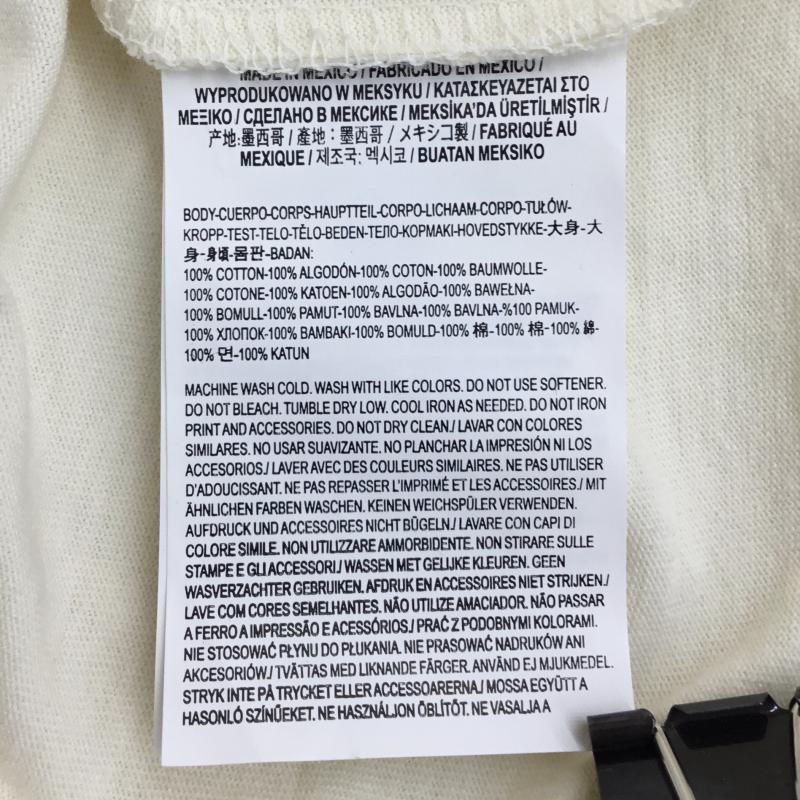 MADE IN MEXICO / FABRICADO EN MÉXICO /
WYPRODUKOWANO W MEKSYKU / ΚΑΤΑΣΚΕΥΑΖΕΤΑΙ ΣΤΟ
ΜΕΞΙΚΟ / СДЕЛАНО В МЕКСИКЕ / MEKSİKA'DA ÜRETİLMİŞTİR /
产地:墨西哥 / 產地:墨西哥 / メキシコ製 / FABRIQUÉ AU
MEXIQUE / 제조국: 멕시코 / BUATAN MEKSIKO
BODY-CUERPO-CORPS-HAUPTTEIL-CORPO-LICHAAM-CORPO-TUŁÓW-
KROPP-TEST-TELO-TĚLO-BEDEN-ТЕЛО-ΚΟΡΜΑΚΙ-HOVEDSTYKKE-大身-大
身-身頃-몸판-BADAN:
100% COTTON-100% ALGODÓN-100% COTON-100% BAUMWOLLE-
100% COTONE-100% KATOEN-100% ALGODÃO-100% BAWEŁNA-
100% BOMULL-100% PAMUT-100% BAVLNA-100% BAVLNA-%100 PAMUK-
100% ХЛОПОК-100% ΒΑΜΒΑΚΙ-100% BOMULD-100% 棉-100% 棉-100% 綿-
100% 면-100% KATUN
MACHINE WASH COLD. WASH WITH LIKE COLORS. DO NOT USE SOFTENER.
DO NOT BLEACH. TUMBLE DRY LOW. COOL IRON AS NEEDED. DO NOT IRON
PRINT AND ACCESSORIES. DO NOT DRY CLEAN./ LAVAR CON COLORES
SIMILARES. NO USAR SUAVIZANTE. NO PLANCHAR LA IMPRESIÓN NI LOS
ACCESORIOS./ LAVER AVEC DES COULEURS SIMILAIRES. NE PAS UTILISER
D'ADOUCISSANT. NE PAS REPASSER L'IMPRIMÉ ET LES ACCESSOIRES./ MIT
ÄHNLICHEN FARBEN WASCHEN. KEINEN WEICHSPÜLER VERWENDEN.
AUFDRUCK UND ACCESSOIRES NICHT BÜGELN./ LAVARE CON CAPI DI
COLORE SIMILE. NON UTILIZZARE AMMORBIDENTE. NON STIRARE SULLE
STAMPE E GLI ACCESSORI./ WASSEN MET GELIJKE KLEUREN. GEEN
WASVERZACHTER GEBRUIKEN. AFDRUK EN ACCESSOIRES NIET STRIJKEN./
LAVE COM CORES SEMELHANTES. NÃO UTILIZE AMACIADOR. NÃO PASSAR
A FERRO A IMPRESSÃO E ACESSÓRIOS./ PRAĆ Z PODOBNYMI KOLORAMI.
NIE STOSOWAĆ PŁYNU DO PŁUKANIA. NIE PRASOWAĆ NADRUKÓW ANI
AKCESORIÓW./ TVÄTTAS MED LIKNANDE FÄRGER. ANVÄND EJ MJUKMEDEL.
STRYK INTE PÅ TRYCKET ELLER ACCESSOARERNA./ MOSSA EGYÜTT A
HASONLÓ SZÍNŰEKET. NE HASZNÁLJON ÖBLÍTŐT. NE VASALJA A